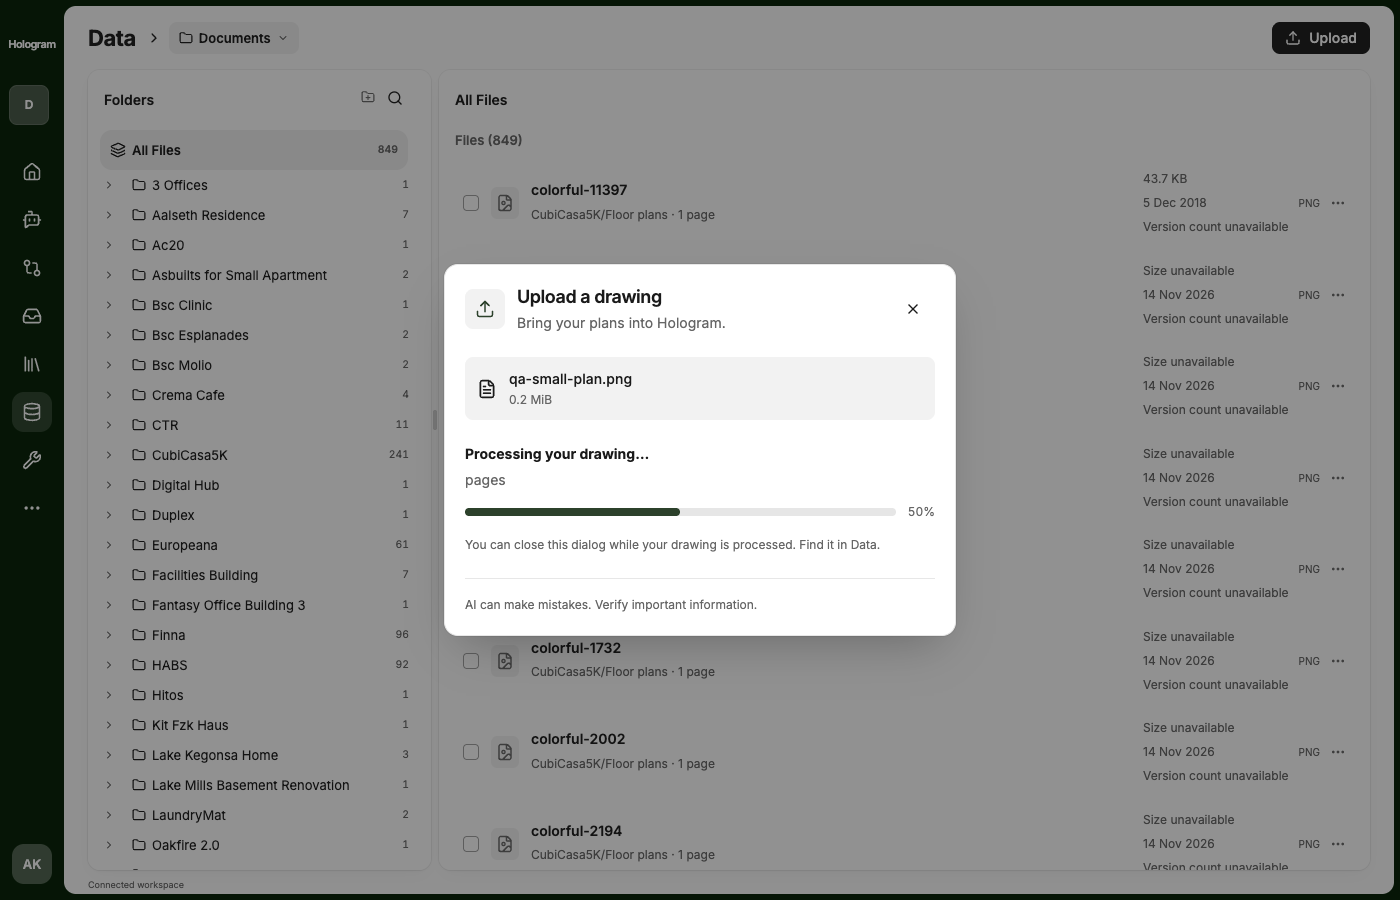 Hologram
D
AK
Data
Documents
Upload
Folders
All Files 849
3 Offices 1
Aalseth Residence 7
Ac20 1
Asbuilts for Small Apartment 2
Bsc Clinic 1
Bsc Esplanades 2
Bsc Molio 2
Crema Cafe 4
CTR 11
CubiCasa5K 241
Digital Hub 1
Duplex 1
Europeana 61
Facilities Building 7
Fantasy Office Building 3 1
Finna 96
HABS 92
Hitos 1
Kit Fzk Haus 1
Lake Kegonsa Home 3
Lake Mills Basement Renovation 1
LaundryMat 2
Oakfire 2.0 1
Connected workspace
All Files
Files (849)
colorful-11397
CubiCasa5K/Floor plans · 1 page
43.7 KB
5 Dec 2018 PNG
Version count unavailable
Size unavailable
14 Nov 2026 PNG
Version count unavailable
Size unavailable
14 Nov 2026 PNG
Version count unavailable
Size unavailable
14 Nov 2026 PNG
Version count unavailable
Size unavailable
14 Nov 2026 PNG
Version count unavailable
colorful-1732
CubiCasa5K/Floor plans · 1 page
Size unavailable
14 Nov 2026 PNG
Version count unavailable
colorful-2002
CubiCasa5K/Floor plans · 1 page
Size unavailable
14 Nov 2026 PNG
Version count unavailable
colorful-2194
CubiCasa5K/Floor plans · 1 page
Size unavailable
14 Nov 2026 PNG
Version count unavailable
Upload a drawing
Bring your plans into Hologram.
qa-small-plan.png
0.2 MiB
Processing your drawing...
pages
50%
You can close this dialog while your drawing is processed. Find it in Data.
AI can make mistakes. Verify important information.